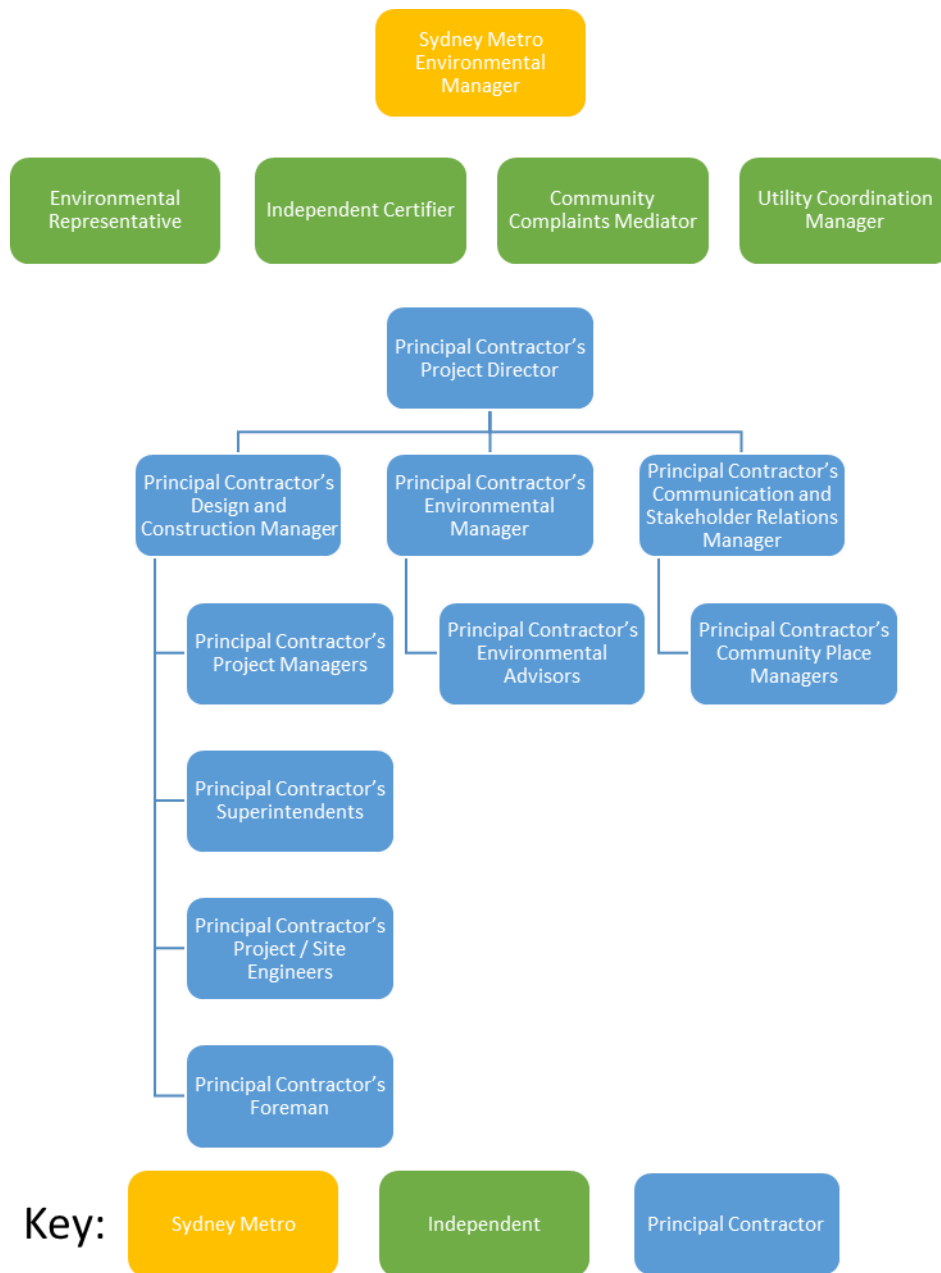 Sydney Metro
Environmental
Manager
Environmental
Representative
Independent Certifier
Community
Complaints Mediator
Utility Coordination
Manager
Principal Contractor’s
Project Director
Principal Contractor’s
Design and
Construction Manager
Principal Contractor’s
Environmental
Manager
Principal Contractor’s
Communication and
Stakeholder Relations
Manager
Principal Contractor’s
Project Managers
Principal Contractor’s
Environmental
Advisors
Principal Contractor’s
Community Place
Managers
Principal Contractor’s
Superintendents
Principal Contractor’s
Project / Site
Engineers
Principal Contractor’s
Foreman
Key:
Sydney Metro
Independent
Principal Contractor